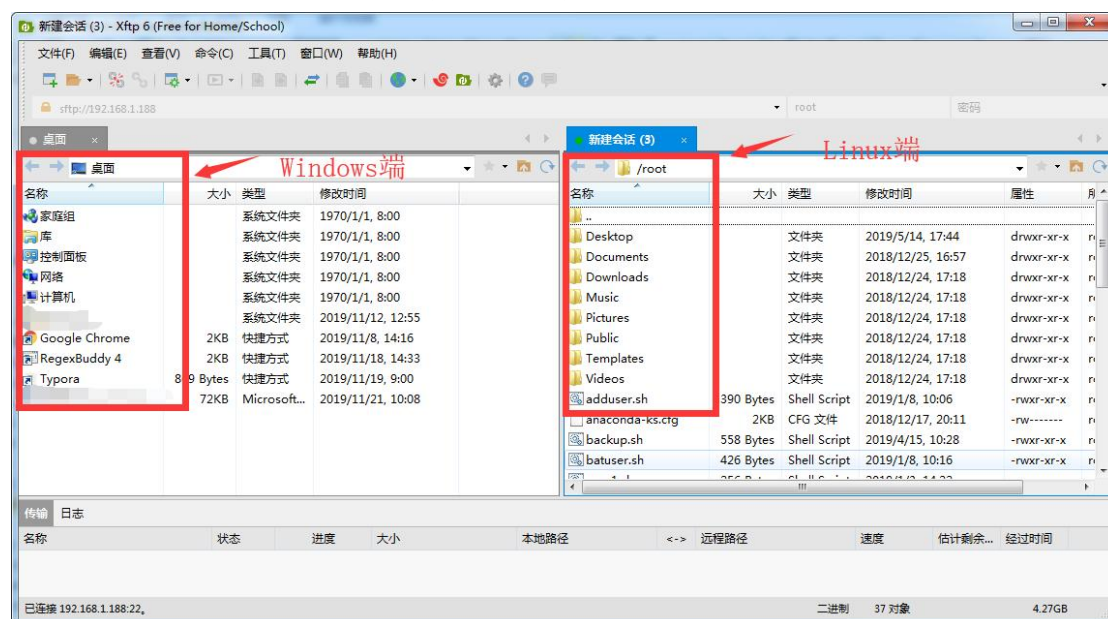 新建会话 (3) - Xftp 6 (Free for Home/School)
文件(F) 编辑(E) 查看(V) 命令(C) 工具(T) 窗口(W) 帮助(H)
sftp://192.168.1.188 root 密码
桌面 × 新建会话 (3) ×
Windows端 Linux端
桌面 /root
名称 大小 类型 修改时间 名称 大小 类型 修改时间 属性
家庭组 系统文件夹 1970/1/1, 8:00 ..
库 系统文件夹 1970/1/1, 8:00 Desktop 文件夹 2019/5/14, 17:44 drwxr-xr-x
控制面板 系统文件夹 1970/1/1, 8:00 Documents 文件夹 2018/12/25, 16:57 drwxr-xr-x
网络 系统文件夹 1970/1/1, 8:00 Downloads 文件夹 2018/12/24, 17:18 drwxr-xr-x
计算机 系统文件夹 1970/1/1, 8:00 Music 文件夹 2018/12/24, 17:18 drwxr-xr-x
系统文件夹 2019/11/12, 12:55 Pictures 文件夹 2018/12/24, 17:18 drwxr-xr-x
Google Chrome 2KB 快捷方式 2019/11/8, 14:16 Public 文件夹 2018/12/24, 17:18 drwxr-xr-x
RegexBuddy 4 2KB 快捷方式 2019/11/18, 14:33 Templates 文件夹 2018/12/24, 17:18 drwxr-xr-x
Typora Bytes 快捷方式 2019/11/19, 9:00 Videos 文件夹 2018/12/24, 17:18 drwxr-xr-x
72KB Microsoft... 2019/11/21, 10:08 adduser.sh 390 Bytes Shell Script 2019/1/8, 10:06 -rwxr-xr-x
anaconda-ks.cfg 2KB CFG 文件 2018/12/17, 20:11 -rw-------
backup.sh 558 Bytes Shell Script 2019/4/15, 10:28 -rwxr-xr-x
batuser.sh 426 Bytes Shell Script 2019/1/8, 10:16 -rwxr-xr-x
传输 日志
名称 状态 进度 大小 本地路径 <-> 远程路径 速度 估计剩余... 经过时间
已连接 192.168.1.188:22。 二进制 37 对象 4.27GB